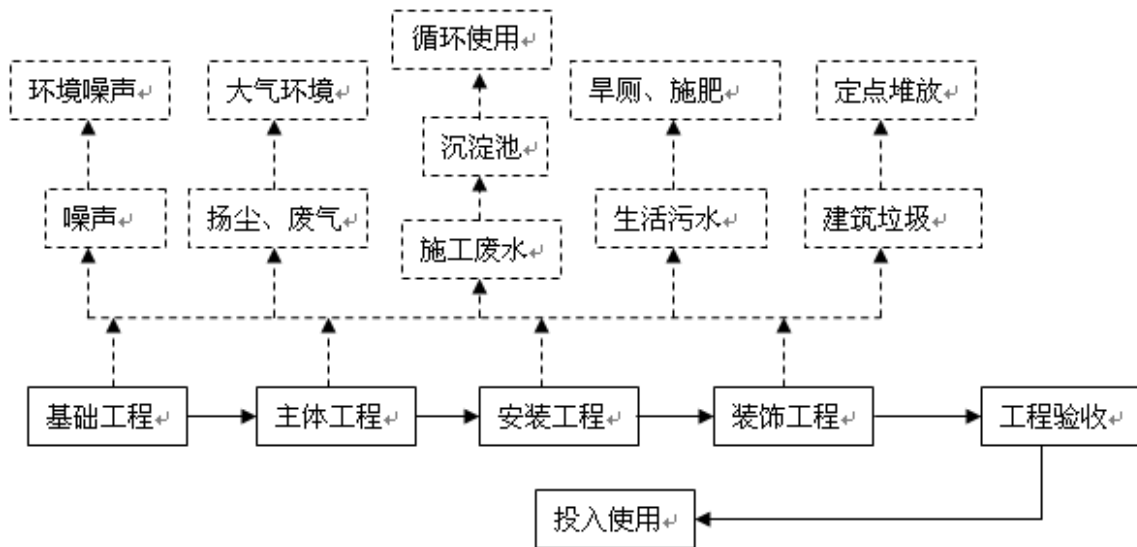 循环使用
环境噪声
大气环境
旱厕、施肥
定点堆放
沉淀池
噪声
扬尘、废气
生活污水
建筑垃圾
施工废水
基础工程
主体工程
安装工程
装饰工程
工程验收
投入使用